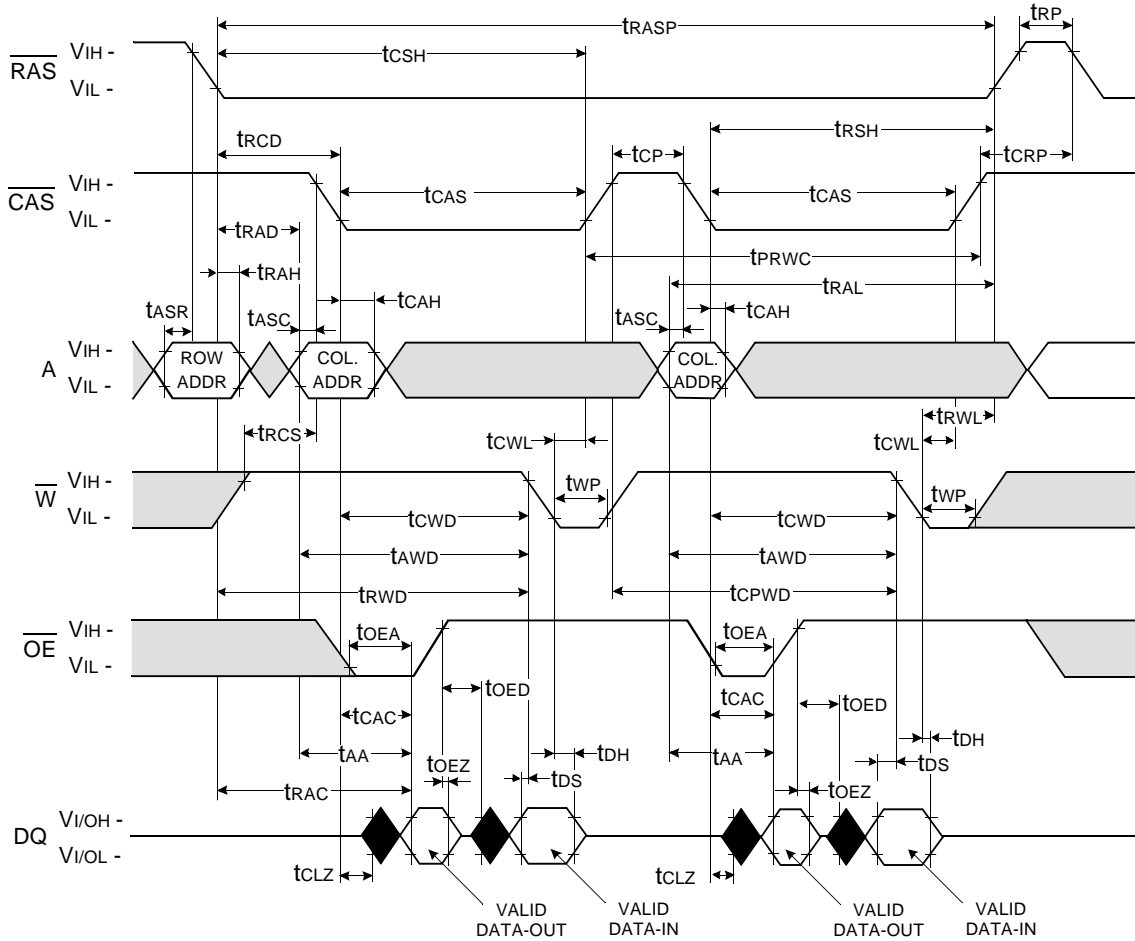 tRASP
tRP
tCSH
RAS
VIH -
VIL -
tRSH
tRCD
tCP
tCRP
CAS
VIH -
VIL -
tCAS
tCAS
tRAD
tPRWC
tRAH
tRAL
tASR
tASC
tCAH
tASC
tCAH
A
VIH -
VIL -
ROW
ADDR
COL.
ADDR
COL.
ADDR
tRWL
tRCS
tCWL
tCWL
W
VIH -
VIL -
tWP
tWP
tCWD
tCWD
tAWD
tAWD
tRWD
tCPWD
OE
VIH -
VIL -
tOEA
tOEA
tCAC
tOED
tCAC
tOED
tAA
tOEZ
tDH
tDS
tAA
tOEZ
tDH
tDS
tRAC
DQ
VI/OH -
VI/OL -
tCLZ
tCLZ
VALID
DATA-OUT
VALID
DATA-IN
VALID
DATA-OUT
VALID
DATA-IN